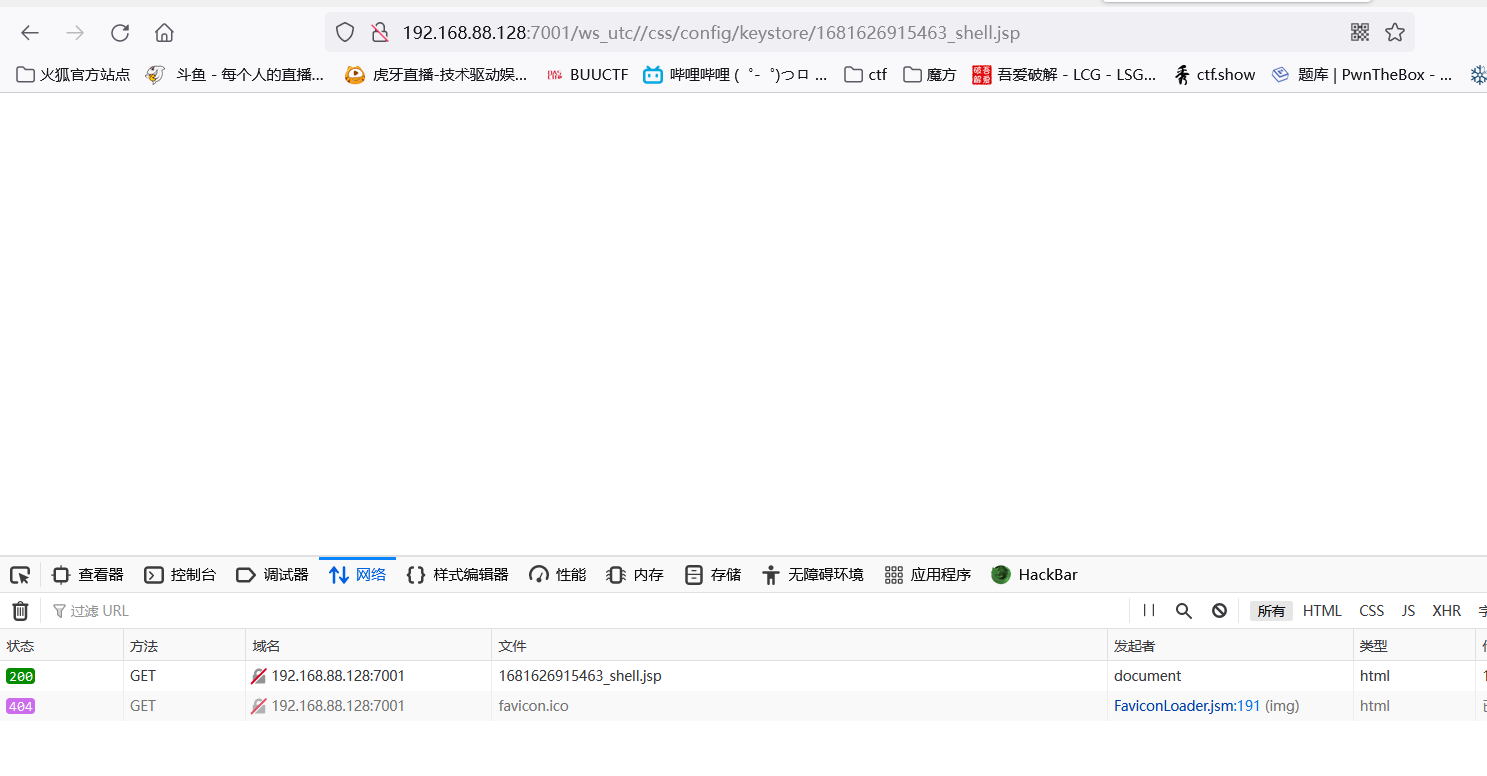 192.168.88.128:7001/ws_utc//css/config/keystore/1681626915463_shell.jsp
火狐官方站点 斗鱼 - 每个人的直播... 虎牙直播-技术驱动娱... BUUCTF 哔哩哔哩 ( ゜- ゜)つロ ... ctf 魔方 吾爱破解 - LCG - LSG... ctf.show 题库 | PwnTheBox - ...
查看器 控制台 调试器 网络 样式编辑器 性能 内存 存储 无障碍环境 应用程序 HackBar
过滤 URL 所有 HTML CSS JS XHR
状态 方法 域名 文件 发起者 类型
200 GET 192.168.88.128:7001 1681626915463_shell.jsp document html
404 GET 192.168.88.128:7001 favicon.ico FaviconLoader.jsm:191 (img) html